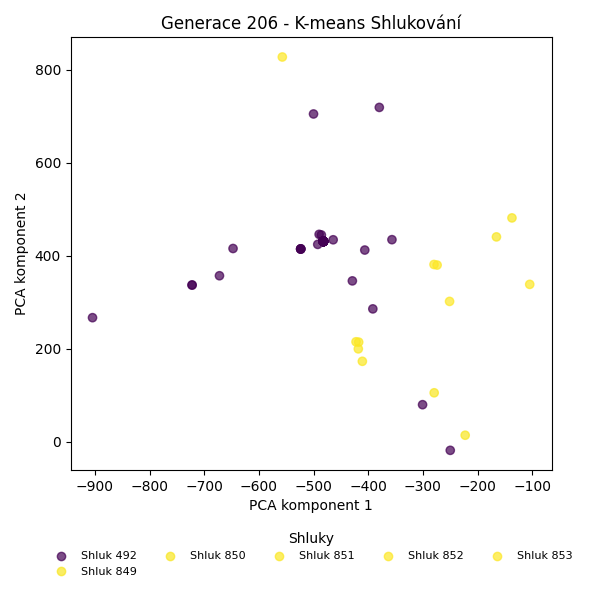 Generace 206 - K-means Shlukování
PCA komponent 2
800
600
400
200
0
−900 −800 −700 −600 −500 −400 −300 −200 −100
PCA komponent 1
Shluky
Shluk 492 Shluk 850 Shluk 851 Shluk 852 Shluk 853
Shluk 849